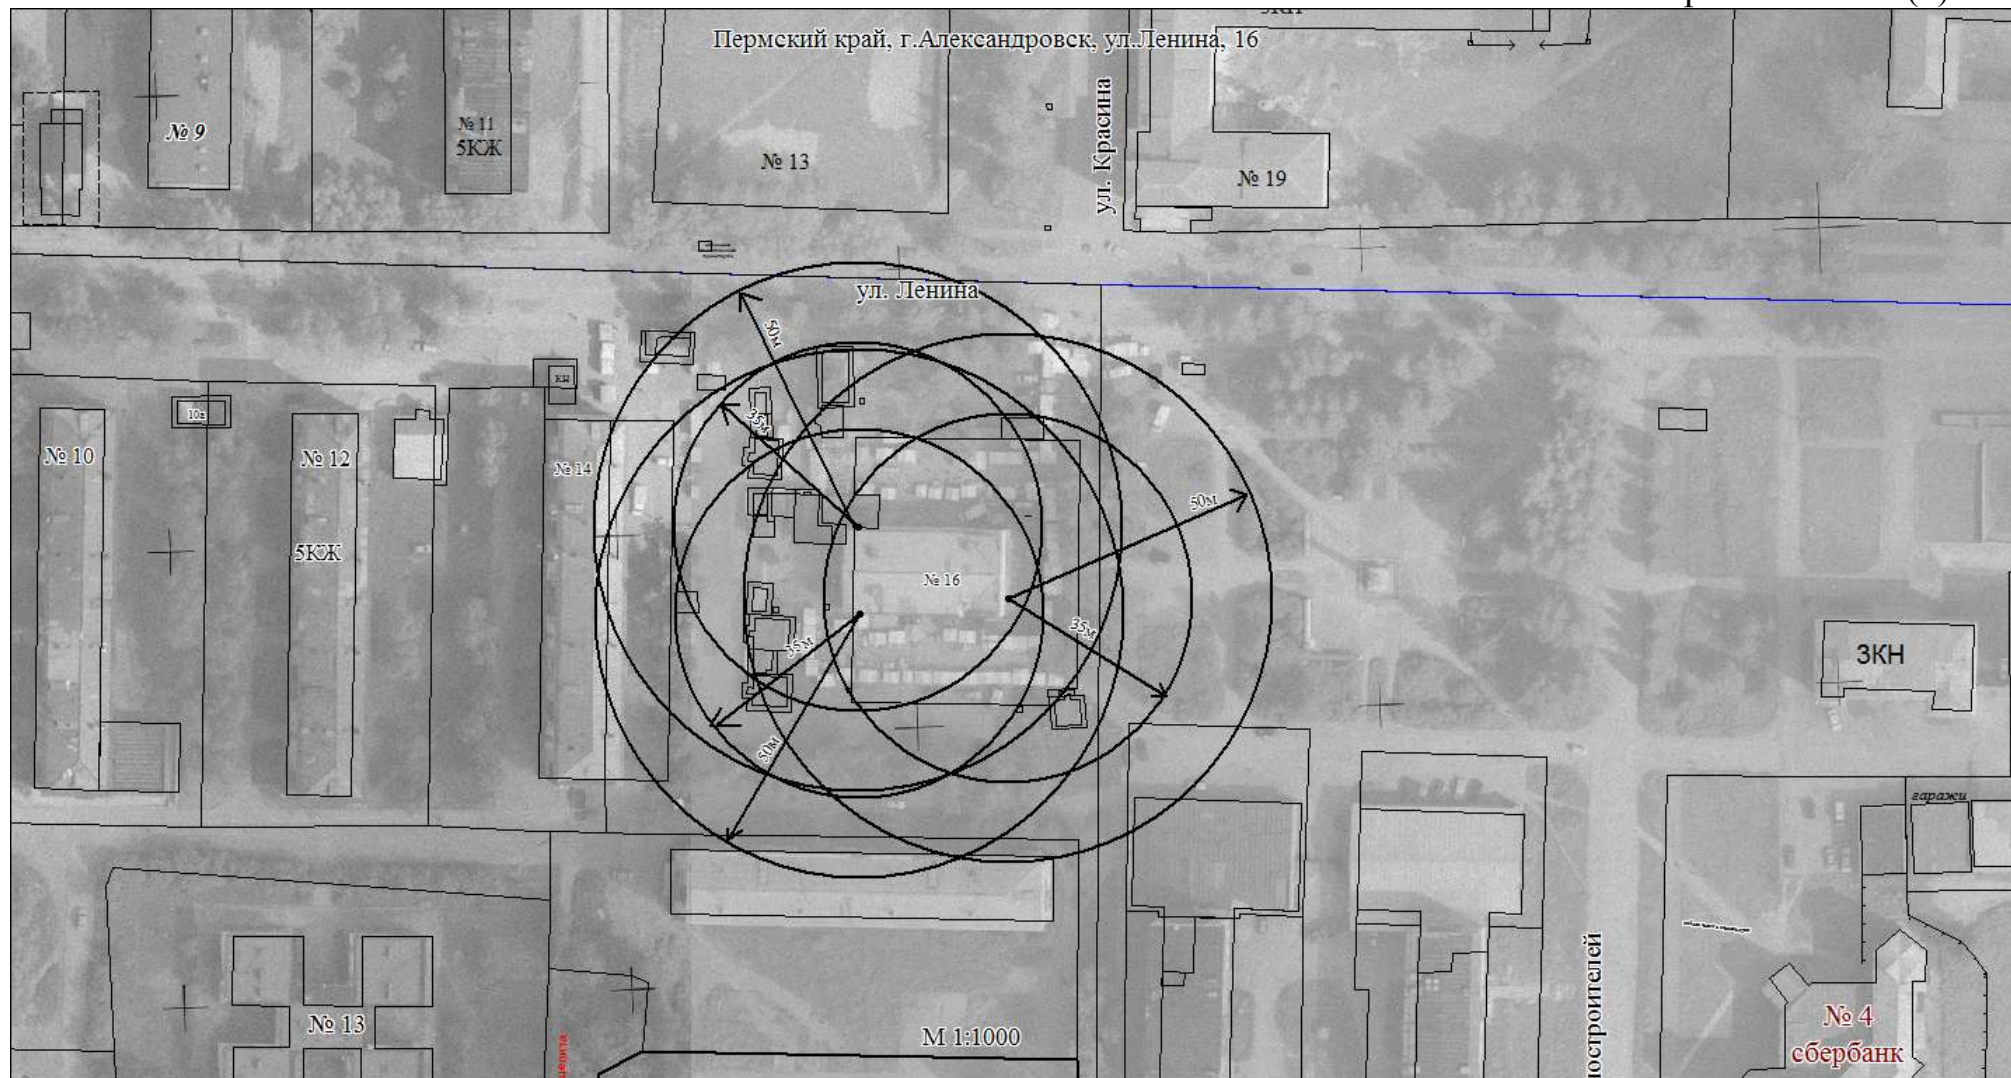 Пермский край, г.Александровск, ул.Ленина, 16
№ 9
№ 11
5КЖ
№ 13
ул. Красина
№ 19
ул. Ленина
50м
35м
кн
10а
№ 10
№ 12
№ 14
5КЖ
№ 16
50м
35м
35м
50м
3КН
гаражи
№ 13
М 1:1000
№ 4
сбербанк